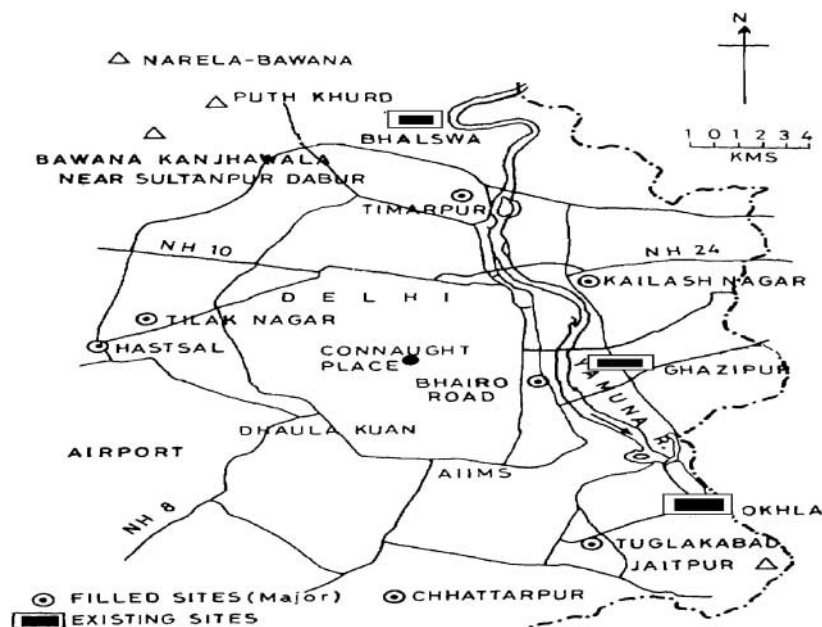 N
NARELA-BAWANA
PUTH KHURD
BHALSWA
1 0 1 2 3 4
KMS
BAWANA KANJHAWALA
NEAR SULTANPUR DABUR
TIMARPUR
NH 10
NH 24
KAILASH NAGAR
DELHI
TILAK NAGAR
HASTSAL
CONNAUGHT
PLACE
GHAZIPUR
BHAIRO
ROAD
YAMUNA R.
DHAULA KUAN
AIRPORT
AIIMS
NH 8
OKHLA
TUGLAKABAD
JAITPUR
FILLED SITES (Major)
CHHATTARPUR
EXISTING SITES